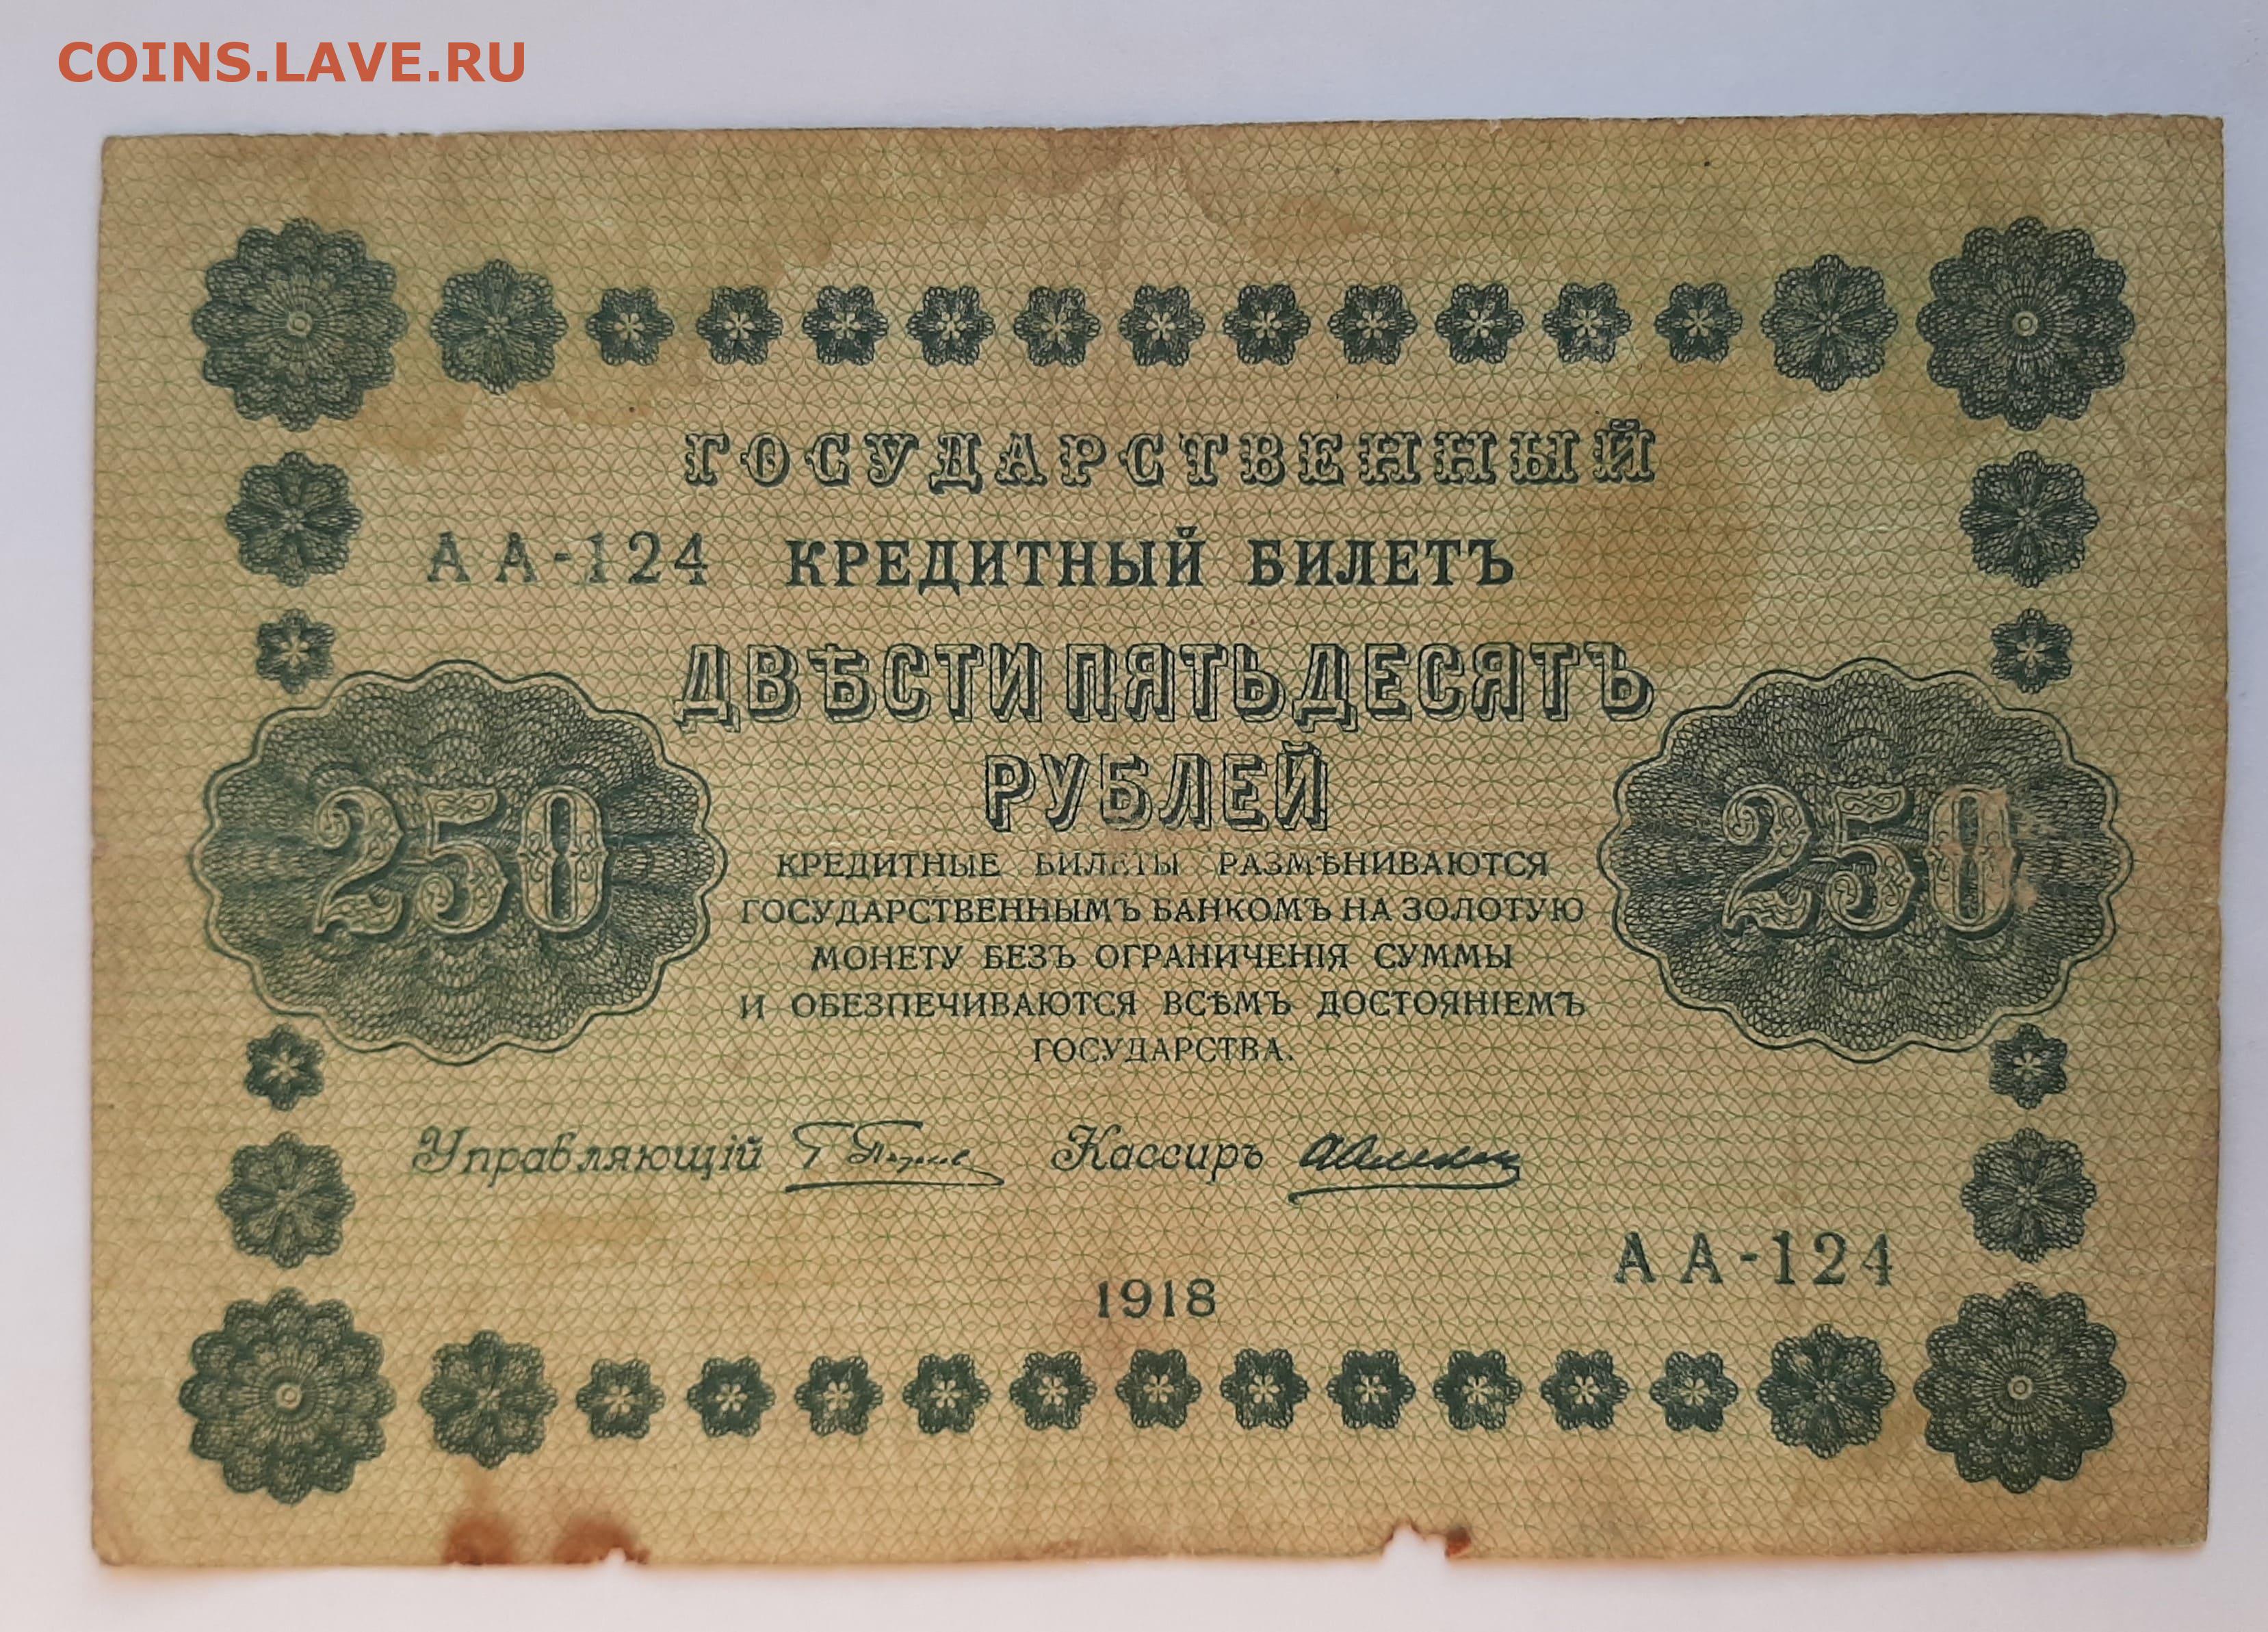 COINS.LAVE.RU
ГОСУДАРСТВЕННЫЙ
АА-124 КРЕДИТНЫЙ БИЛЕТЪ
ДВѢСТИ ПЯТЬДЕСЯТЪ
РУБЛЕЙ
250 250
КРЕДИТНЫЕ БИЛЕТЫ РАЗМѢНИВАЮТСЯ
ГОСУДАРСТВЕННЫМЪ БАНКОМЪ НА ЗОЛОТУЮ
МОНЕТУ БЕЗЪ ОГРАНИЧЕНІЯ СУММЫ
И ОБЕЗПЕЧИВАЮТСЯ ВСѢМЪ ДОСТОЯНІЕМЪ
ГОСУДАРСТВА.
Управляющій Кассиръ
АА-124
1918